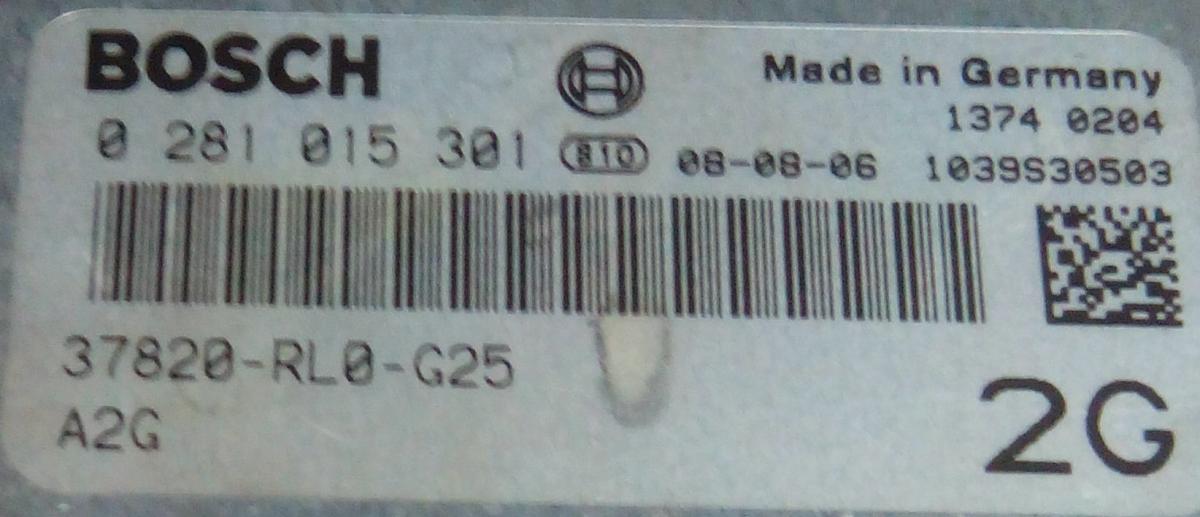 BOSCH
Made in Germany
1374 0204
0 281 015 301 810 08-08-06 1039S30503
37820-RL0-G25
A2G
2G